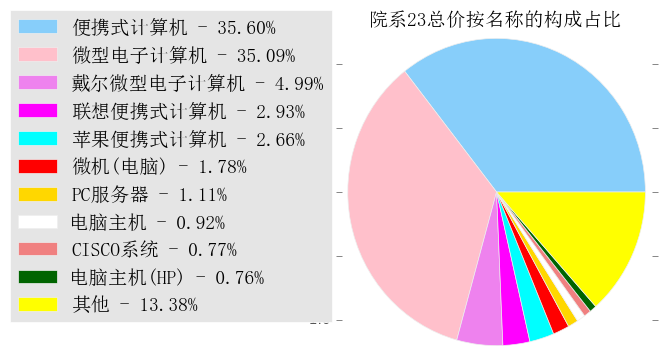 院系23总价按名称的构成占比
便携式计算机 - 35.60%
微型电子计算机 - 35.09%
戴尔微型电子计算机 - 4.99%
联想便携式计算机 - 2.93%
苹果便携式计算机 - 2.66%
微机(电脑) - 1.78%
PC服务器 - 1.11%
电脑主机 - 0.92%
CISCO系统 - 0.77%
电脑主机(HP) - 0.76%
其他 - 13.38%